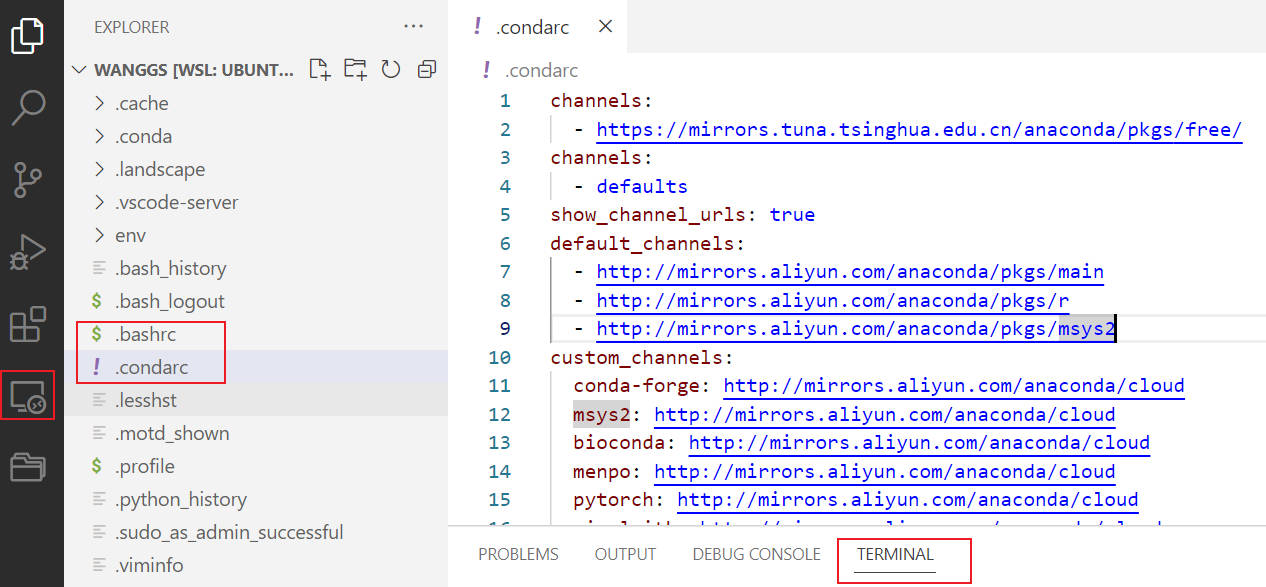 EXPLORER
WANGGS [WSL: UBUNT...
.cache
.conda
.landscape
.vscode-server
env
.bash_history
.bash_logout
$ .bashrc
! .condarc
.lesshst
.motd_shown
$ .profile
.python_history
.sudo_as_admin_successful
.viminfo
! .condarc
! .condarc
1 channels:
2 - https://mirrors.tuna.tsinghua.edu.cn/anaconda/pkgs/free/
3 channels:
4 - defaults
5 show_channel_urls: true
6 default_channels:
7 - http://mirrors.aliyun.com/anaconda/pkgs/main
8 - http://mirrors.aliyun.com/anaconda/pkgs/r
9 - http://mirrors.aliyun.com/anaconda/pkgs/msys2
10 custom_channels:
11 conda-forge: http://mirrors.aliyun.com/anaconda/cloud
12 msys2: http://mirrors.aliyun.com/anaconda/cloud
13 bioconda: http://mirrors.aliyun.com/anaconda/cloud
14 menpo: http://mirrors.aliyun.com/anaconda/cloud
15 pytorch: http://mirrors.aliyun.com/anaconda/cloud
PROBLEMS OUTPUT DEBUG CONSOLE TERMINAL